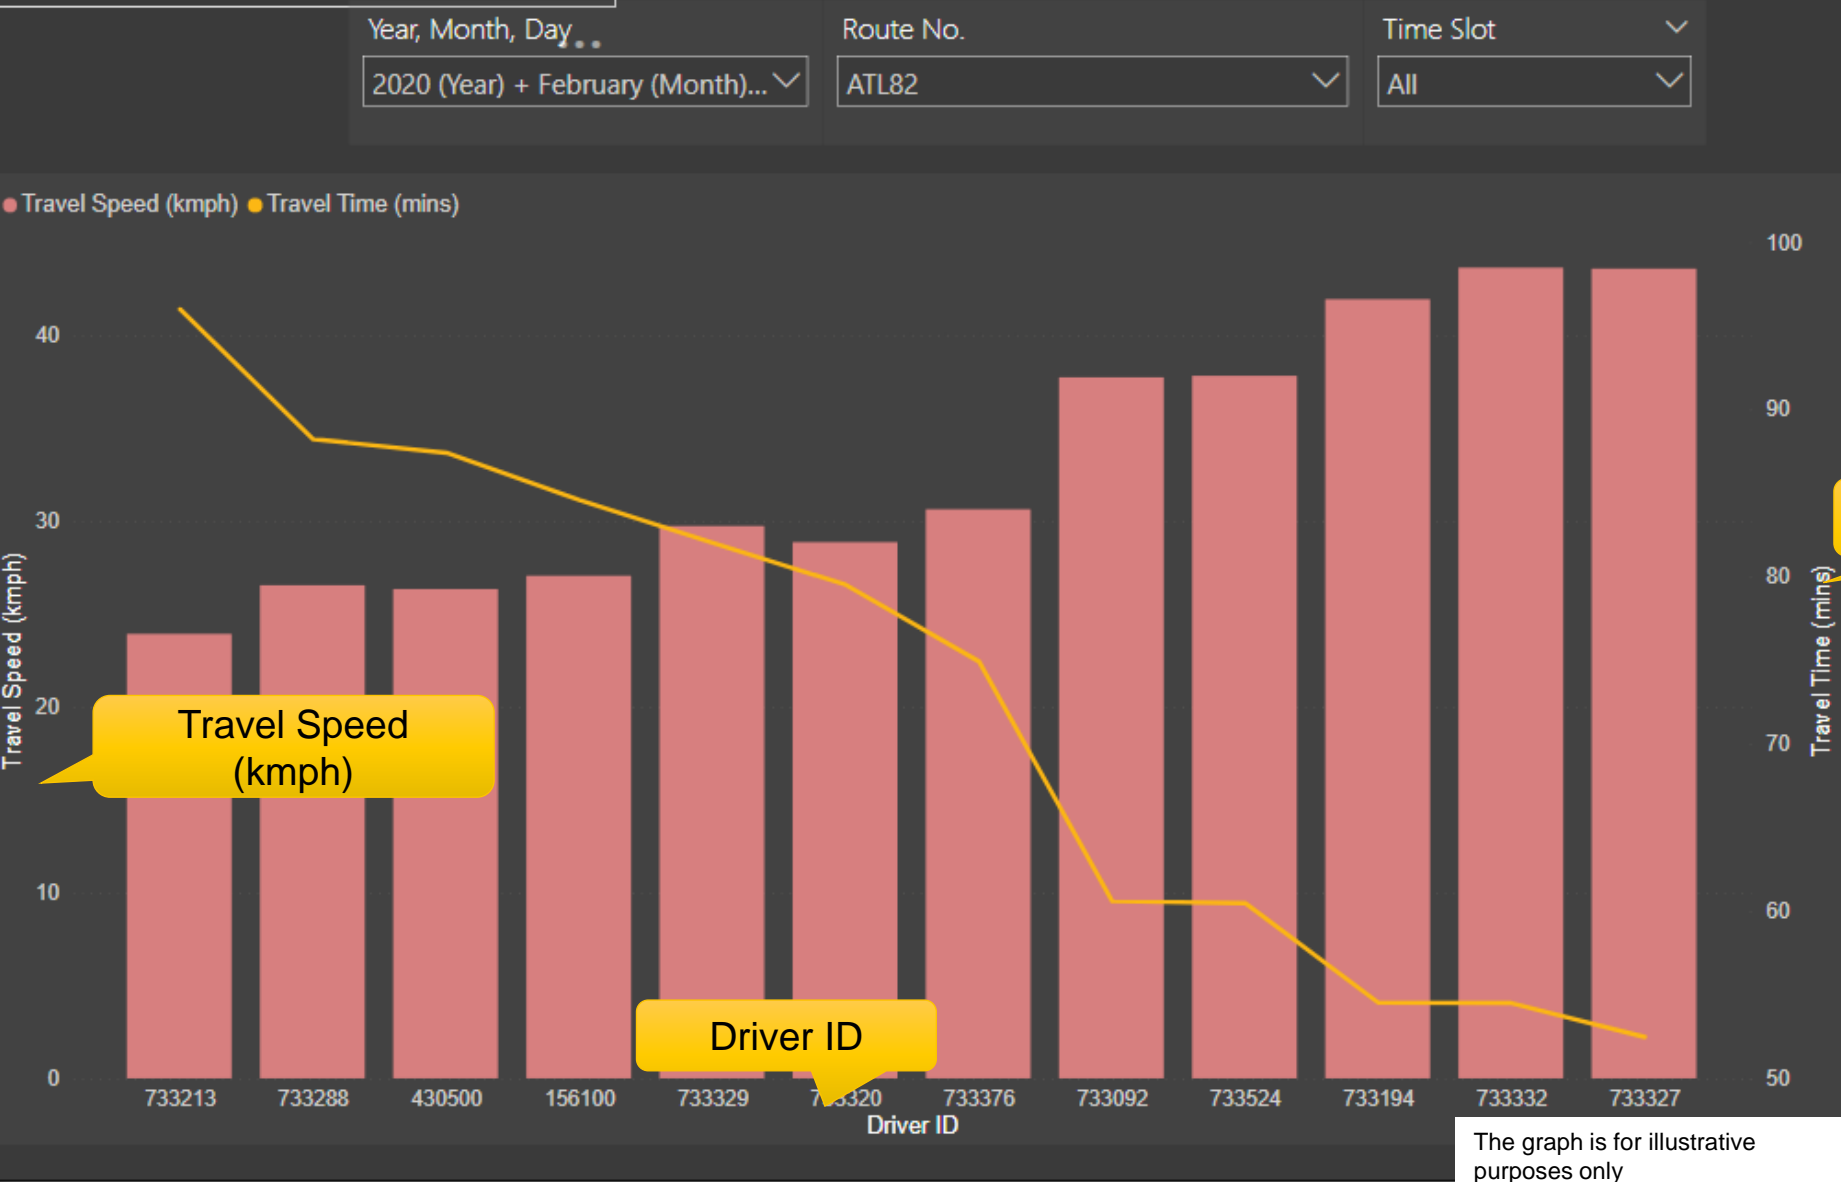 Year, Month, Day
Route No.
Time Slot
2020 (Year) + February (Month)...
ATL82
All
Travel Speed (kmph)
Travel Time (mins)
100
40
90
30
80
20
70
10
60
0
50
Travel Speed (kmph)
Travel Time (mins)
Travel Speed
(kmph)
Driver ID
733213
733288
430500
156100
733329
733376
733092
733524
733194
733332
733327
Driver ID
The graph is for illustrative
purposes only